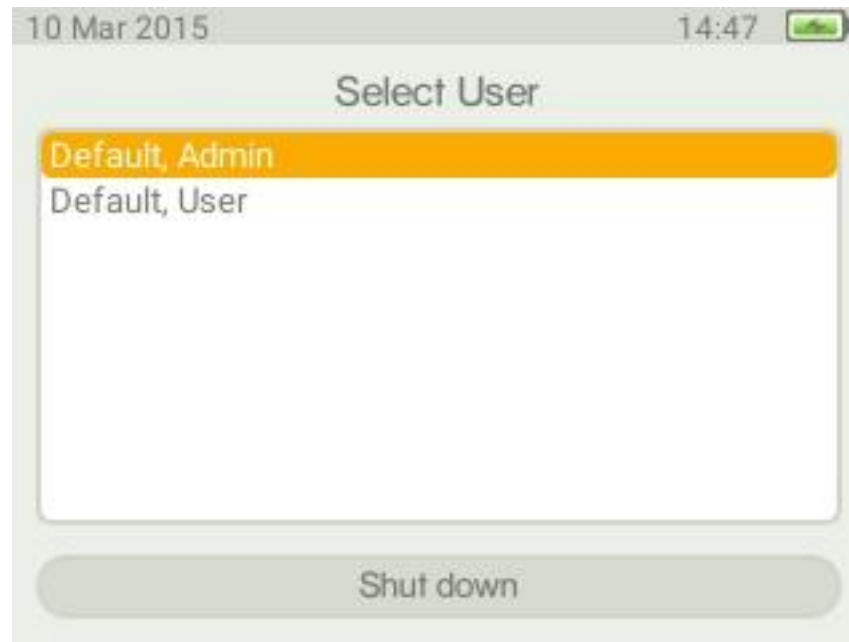 10 Mar 2015 14:47
Select User
Default, Admin
Default, User
Shut down